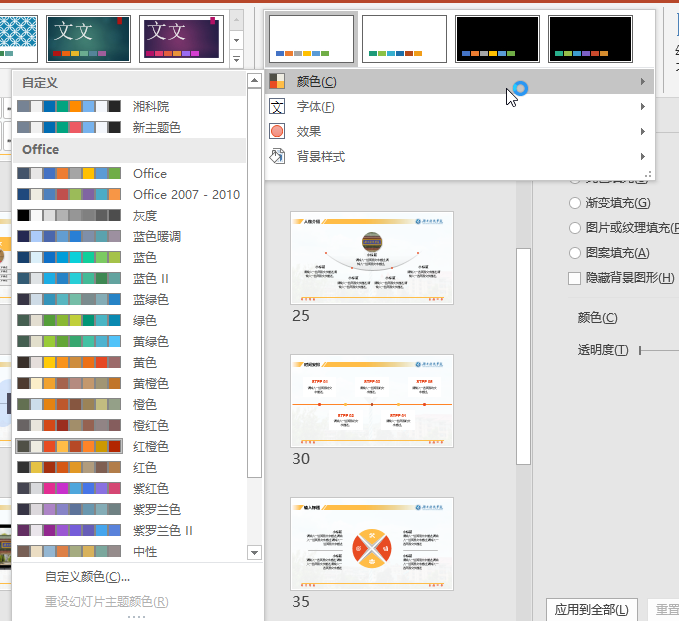 文文
文文
颜色(C)
字体(F)
效果
背景样式
自定义
湘科院
新主题色
Office
Office
Office 2007 - 2010
灰度
蓝色暖调
蓝色
蓝色 II
蓝绿色
绿色
黄绿色
黄色
黄橙色
橙色
橙红色
红橙色
红色
紫红色
紫罗兰色
紫罗兰色 II
中性
自定义颜色(C)...
重设幻灯片主题颜色(R)
25
STPP 01
STPP 03
STPP 02
30
35
渐变填充(G)
图片或纹理填充(P
图案填充(A)
隐藏背景图形(H)
颜色(C)
透明度(T)
应用到全部(L)
重置